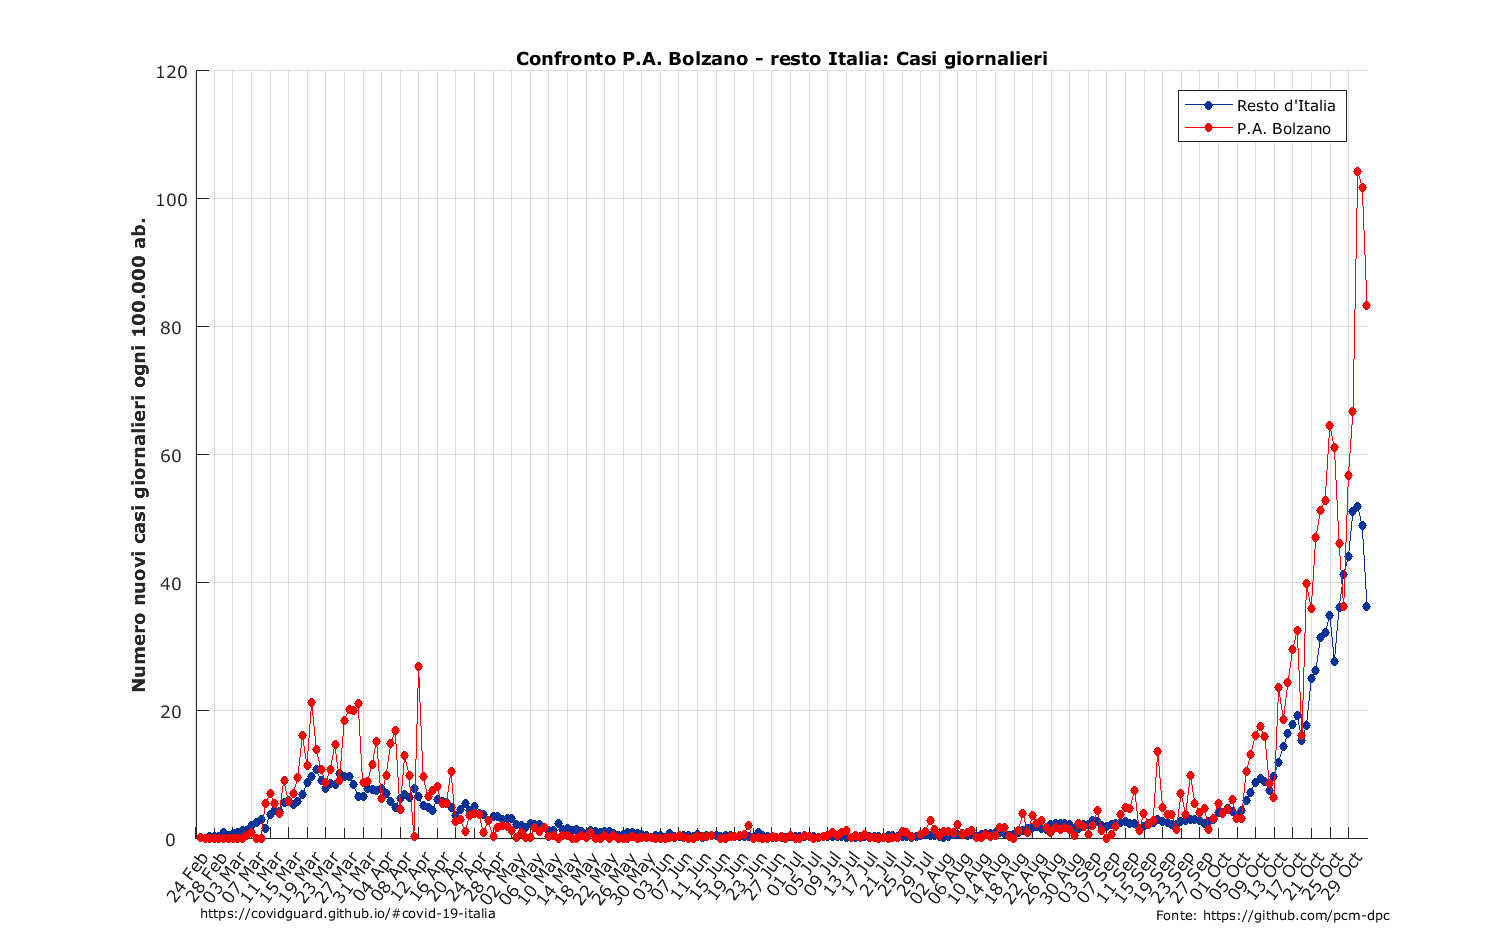 Confronto P.A. Bolzano - resto Italia: Casi giornalieri
Resto d'Italia
P.A. Bolzano
Numero nuovi casi giornalieri ogni 100.000 ab.
120
100
80
60
40
20
0
24 Feb
28 Feb
03 Mar
07 Mar
11 Mar
15 Mar
19 Mar
23 Mar
27 Mar
31 Mar
04 Apr
08 Apr
12 Apr
16 Apr
20 Apr
24 Apr
28 Apr
02 May
06 May
10 May
14 May
18 May
22 May
26 May
30 May
03 Jun
07 Jun
11 Jun
15 Jun
19 Jun
23 Jun
27 Jun
01 Jul
05 Jul
09 Jul
13 Jul
17 Jul
21 Jul
25 Jul
29 Jul
02 Aug
06 Aug
10 Aug
14 Aug
18 Aug
22 Aug
26 Aug
30 Aug
03 Sep
07 Sep
11 Sep
15 Sep
19 Sep
23 Sep
27 Sep
01 Oct
05 Oct
09 Oct
13 Oct
17 Oct
21 Oct
25 Oct
29 Oct
https://covidguard.github.io/#covid-19-italia
Fonte: https://github.com/pcm-dpc